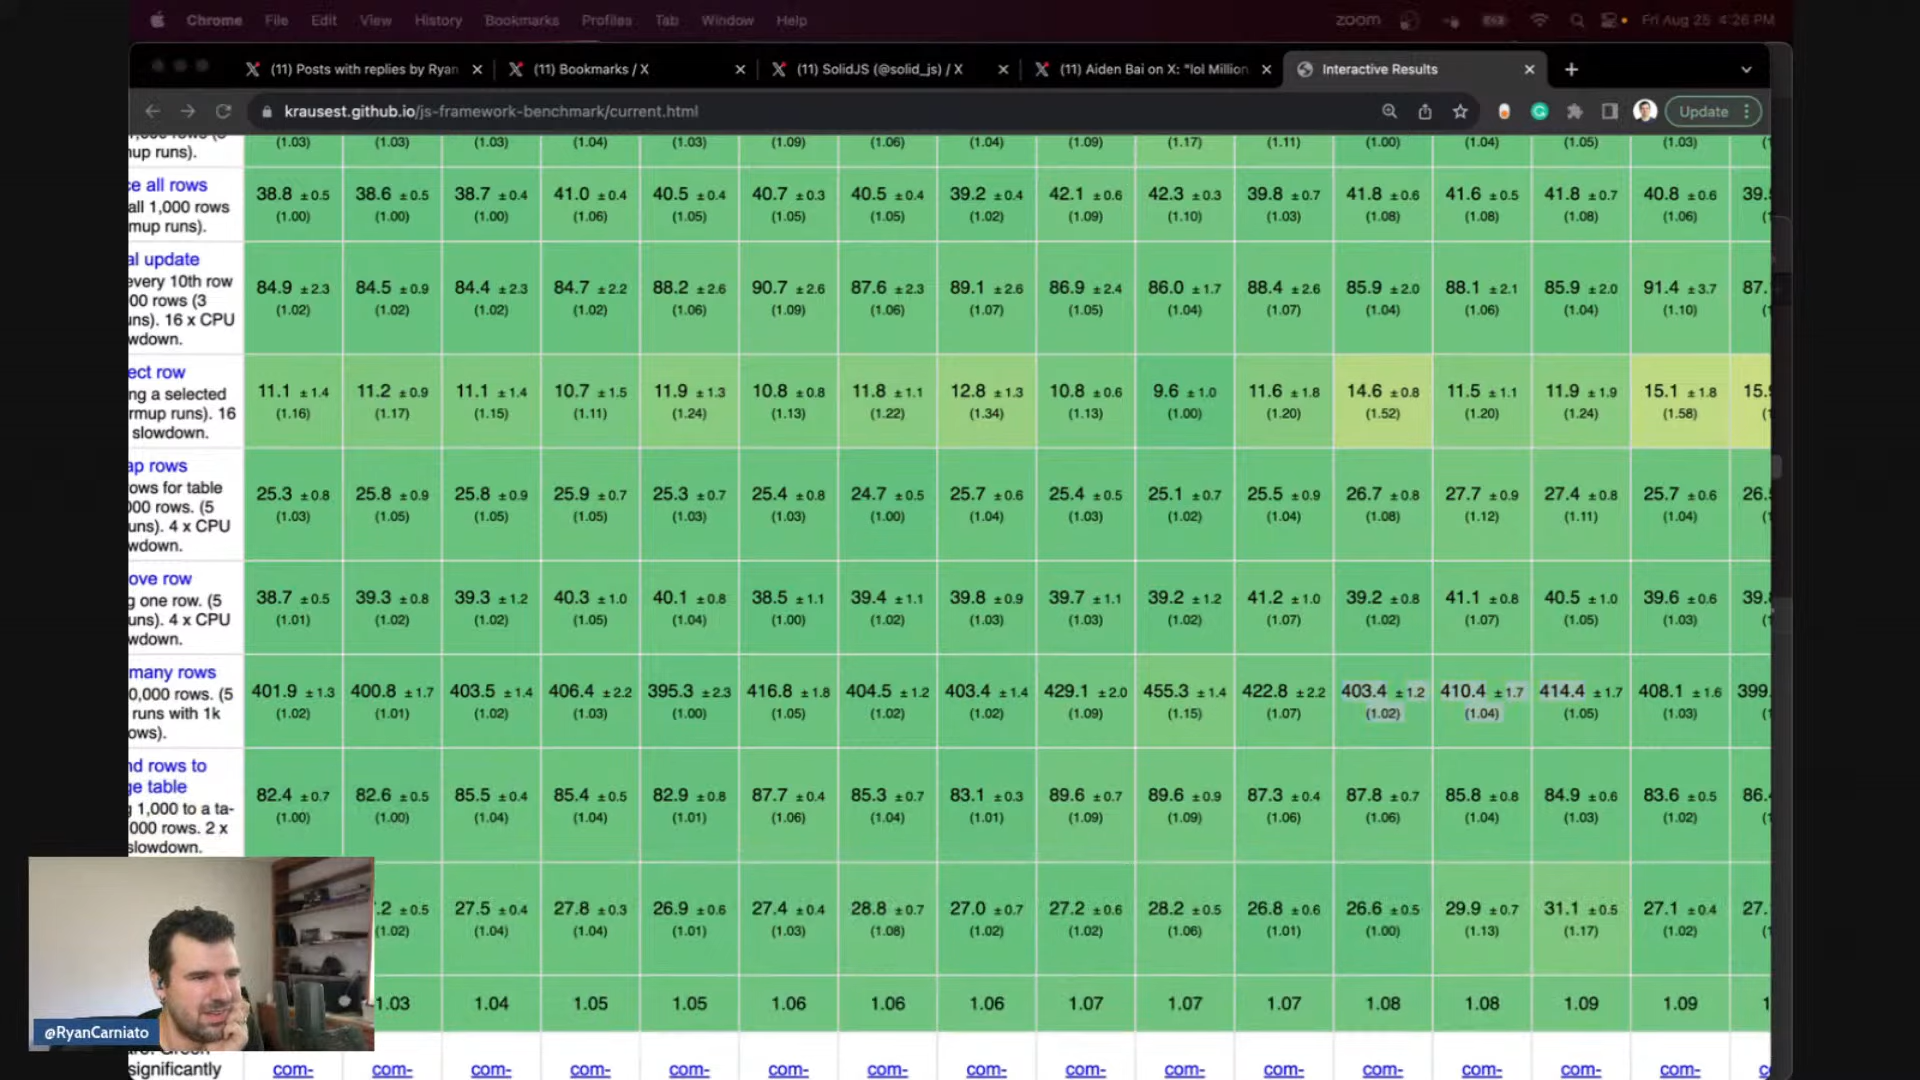 Chrome File Edit View History Bookmarks Profiles Tab Window Help zoom Fri Aug 25 4:26 PM
(11) Posts with replies by Ryan (11) Bookmarks / X (11) SolidJS (@solid_js) / X (11) Aiden Bai on X: "lol Million Interactive Results
krausest.github.io/js-framework-benchmark/current.html Update
mup runs). (1.03) (1.03) (1.03) (1.04) (1.03) (1.09) (1.06) (1.04) (1.09) (1.17) (1.11) (1.00) (1.04) (1.05) (1.03)
ce all rows
all 1,000 rows
mup runs).
38.8 ± 0.5 38.6 ± 0.5 38.7 ± 0.4 41.0 ± 0.4 40.5 ± 0.4 40.7 ± 0.3 40.5 ± 0.4 39.2 ± 0.4 42.1 ± 0.6 42.3 ± 0.3 39.8 ± 0.7 41.8 ± 0.6 41.6 ± 0.5 41.8 ± 0.7 40.8 ± 0.6 39.
(1.00) (1.00) (1.00) (1.06) (1.05) (1.05) (1.05) (1.02) (1.09) (1.10) (1.03) (1.08) (1.08) (1.08) (1.06)
al update
every 10th row
00 rows (3
uns). 16 x CPU
wdown.
84.9 ± 2.3 84.5 ± 0.9 84.4 ± 2.3 84.7 ± 2.2 88.2 ± 2.6 90.7 ± 2.6 87.6 ± 2.3 89.1 ± 2.6 86.9 ± 2.4 86.0 ± 1.7 88.4 ± 2.6 85.9 ± 2.0 88.1 ± 2.1 85.9 ± 2.0 91.4 ± 3.7 87.
(1.02) (1.02) (1.02) (1.02) (1.06) (1.09) (1.06) (1.07) (1.05) (1.04) (1.07) (1.04) (1.06) (1.04) (1.10)
ect row
ng a selected
rmup runs). 16
slowdown.
11.1 ± 1.4 11.2 ± 0.9 11.1 ± 1.4 10.7 ± 1.5 11.9 ± 1.3 10.8 ± 0.8 11.8 ± 1.1 12.8 ± 1.3 10.8 ± 0.6 9.6 ± 1.0 11.6 ± 1.8 14.6 ± 0.8 11.5 ± 1.1 11.9 ± 1.9 15.1 ± 1.8 15.
(1.16) (1.17) (1.15) (1.11) (1.24) (1.13) (1.22) (1.34) (1.13) (1.00) (1.20) (1.52) (1.20) (1.24) (1.58)
ap rows
ows for table
000 rows. (5
uns). 4 x CPU
wdown.
25.3 ± 0.8 25.8 ± 0.9 25.8 ± 0.9 25.9 ± 0.7 25.3 ± 0.7 25.4 ± 0.8 24.7 ± 0.5 25.7 ± 0.6 25.4 ± 0.5 25.1 ± 0.7 25.5 ± 0.9 26.7 ± 0.8 27.7 ± 0.9 27.4 ± 0.8 25.7 ± 0.6 26.
(1.03) (1.05) (1.05) (1.05) (1.03) (1.03) (1.00) (1.04) (1.03) (1.02) (1.04) (1.08) (1.12) (1.11) (1.04)
ove row
g one row. (5
uns). 4 x CPU
wdown.
38.7 ± 0.5 39.3 ± 0.8 39.3 ± 1.2 40.3 ± 1.0 40.1 ± 0.8 38.5 ± 1.1 39.4 ± 1.1 39.8 ± 0.9 39.7 ± 1.1 39.2 ± 1.2 41.2 ± 1.0 39.2 ± 0.8 41.1 ± 0.8 40.5 ± 1.0 39.6 ± 0.6 39.
(1.01) (1.02) (1.02) (1.05) (1.04) (1.00) (1.02) (1.03) (1.03) (1.02) (1.07) (1.02) (1.07) (1.05) (1.03)
many rows
0,000 rows. (5
runs with 1k
ows).
401.9 ± 1.3 400.8 ± 1.7 403.5 ± 1.4 406.4 ± 2.2 395.3 ± 2.3 416.8 ± 1.8 404.5 ± 1.2 403.4 ± 1.4 429.1 ± 2.0 455.3 ± 1.4 422.8 ± 2.2 403.4 ± 1.2 410.4 ± 1.7 414.4 ± 1.7 408.1 ± 1.6 399.
(1.02) (1.01) (1.02) (1.03) (1.00) (1.05) (1.02) (1.02) (1.09) (1.15) (1.07) (1.02) (1.04) (1.05) (1.03)
nd rows to
ge table
g 1,000 to a ta-
000 rows. 2 x
slowdown.
82.4 ± 0.7 82.6 ± 0.5 85.5 ± 0.4 85.4 ± 0.5 82.9 ± 0.8 87.7 ± 0.4 85.3 ± 0.7 83.1 ± 0.3 89.6 ± 0.7 89.6 ± 0.9 87.3 ± 0.4 87.8 ± 0.7 85.8 ± 0.8 84.9 ± 0.6 83.6 ± 0.5 86.
(1.00) (1.00) (1.04) (1.04) (1.01) (1.06) (1.04) (1.01) (1.09) (1.09) (1.06) (1.06) (1.04) (1.03) (1.02)
.2 ± 0.5 27.5 ± 0.4 27.8 ± 0.3 26.9 ± 0.6 27.4 ± 0.4 28.8 ± 0.7 27.0 ± 0.7 27.2 ± 0.6 28.2 ± 0.5 26.8 ± 0.6 26.6 ± 0.5 29.9 ± 0.7 31.1 ± 0.5 27.1 ± 0.4 27.
(1.02) (1.04) (1.04) (1.01) (1.03) (1.08) (1.02) (1.02) (1.06) (1.01) (1.00) (1.13) (1.17) (1.02)
1.03 1.04 1.05 1.05 1.06 1.06 1.06 1.07 1.07 1.07 1.08 1.08 1.09 1.09 1
@RyanCarniato
significantly com- com- com- com- com- com- com- com- com- com- com- com- com- com- com-